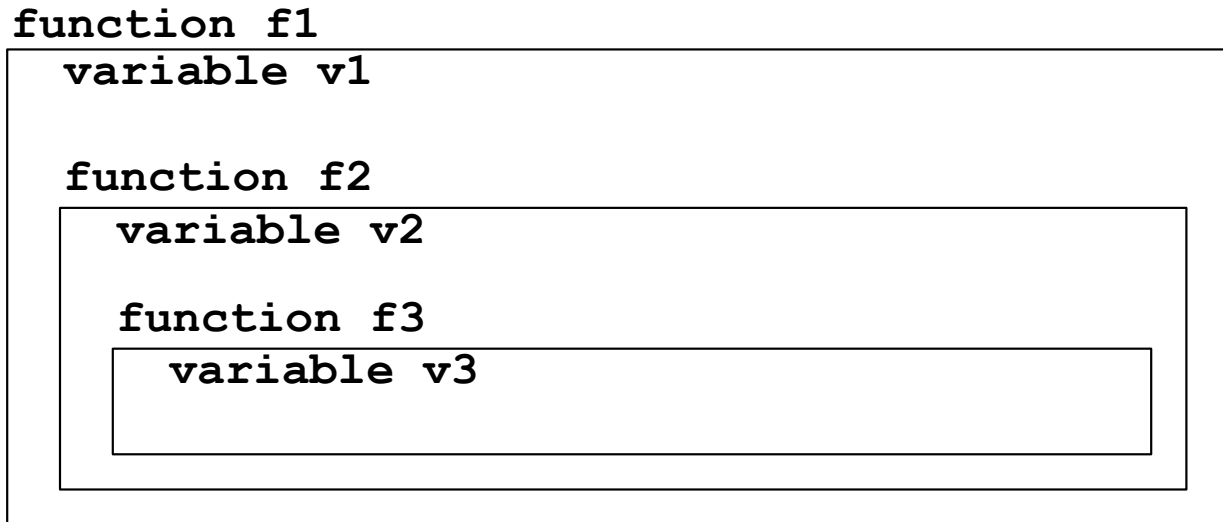 function f1
variable v1
function f2
variable v2
function f3
variable v3